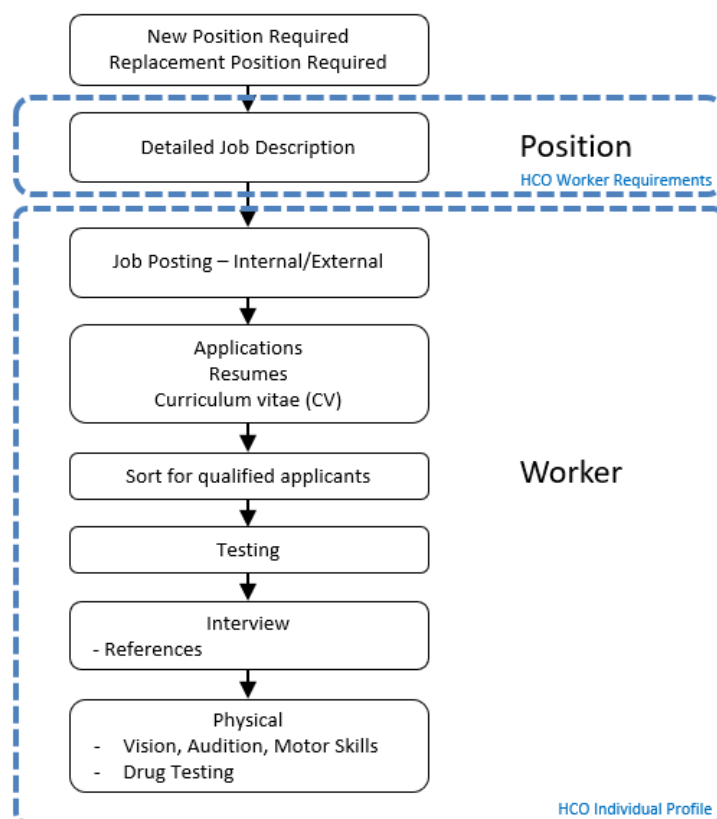 New Position Required
Replacement Position Required
Detailed Job Description
Position
HCO Worker Requirements
Job Posting – Internal/External
Applications
Resumes
Curriculum vitae (CV)
Sort for qualified applicants
Worker
Testing
Interview
- References
Physical
- Vision, Audition, Motor Skills
- Drug Testing
HCO Individual Profile